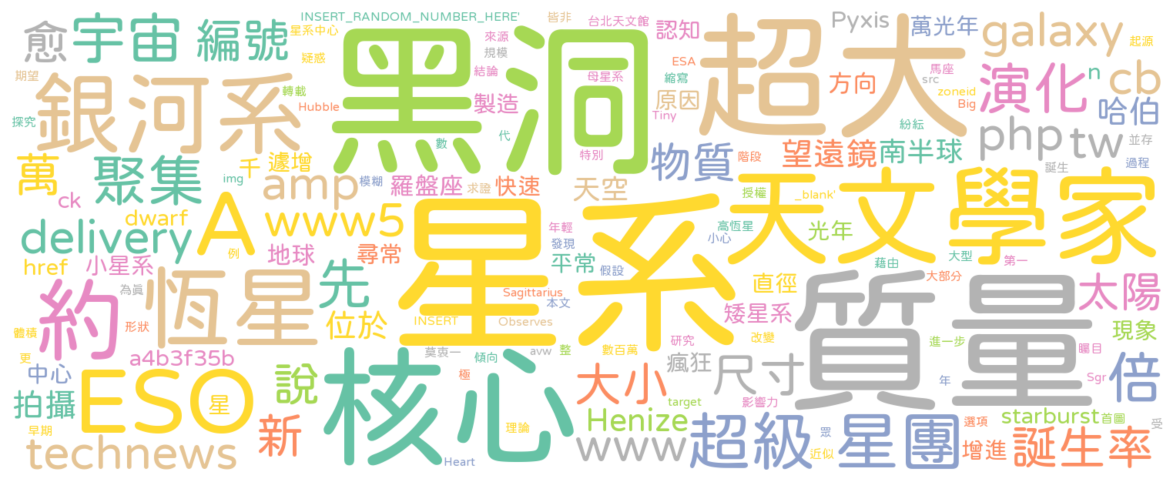 INSERT_RANDOM_NUMBER_HERE'
皆非
台北天文館
認知
Pyxis
萬光年
galaxy
起源
愈
宇宙
編號
星系中心
疑惑
黑洞
來源
規模
結論
製造
超大
母星系
ESA
縮寫
原因
Tiny
方向
馬座
src
zoneid
Big
演化
n
cb
哈伯
期望
銀河系
轉載
Hubble
探究
數
代
特別
紛紜
php
tw
並存
萬
聚集
千
遽增
img
amp
模糊
羅盤座
求證
快速
天空
物質
階段
望遠鏡
南半球
誕生
過程
ck
dwarf
A
www5
星系
年輕
發現
授權
_blank'
高恆星
小心
光年
天文學家
delivery
例
地球
尋常
平常
假設
藉由
大型
第一
href
小星系
恆星
先
Sagittarius
本文
直徑
大部分
質量
太陽
約
為真
體積
形狀
位於
INSERT
Observes
矮星系
改變
現象
進一步
更
a4b3f35b
莫衷一
傾向
avw
整
數百萬
研究
瘋狂
尺寸
矚目
中心
ESO
星
說
核心
極
大小
target
影響力
年
Sgr
倍
拍攝
早期
新
理論
Henize
超級
眾
星團
starburst
首圖
選項
受
technews
Heart
www
近似
增進
誕生率